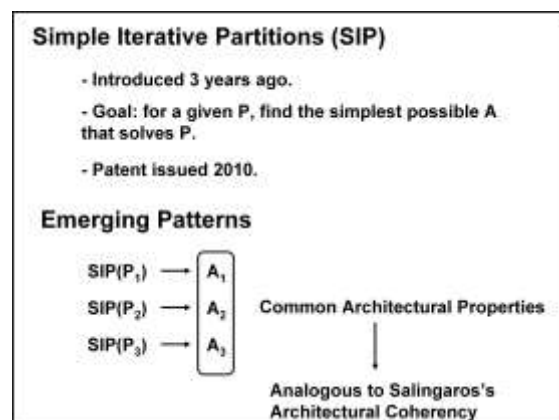 Simple Iterative Partitions (SIP)
- Introduced 3 years ago.
- Goal: for a given P, find the simplest possible A
that solves P.
- Patent issued 2010.
Emerging Patterns
SIP(P₁) → A₁
SIP(P₂) → A₂ Common Architectural Properties
SIP(P₃) → A₃
Analogous to Salingaros's
Architectural Coherency